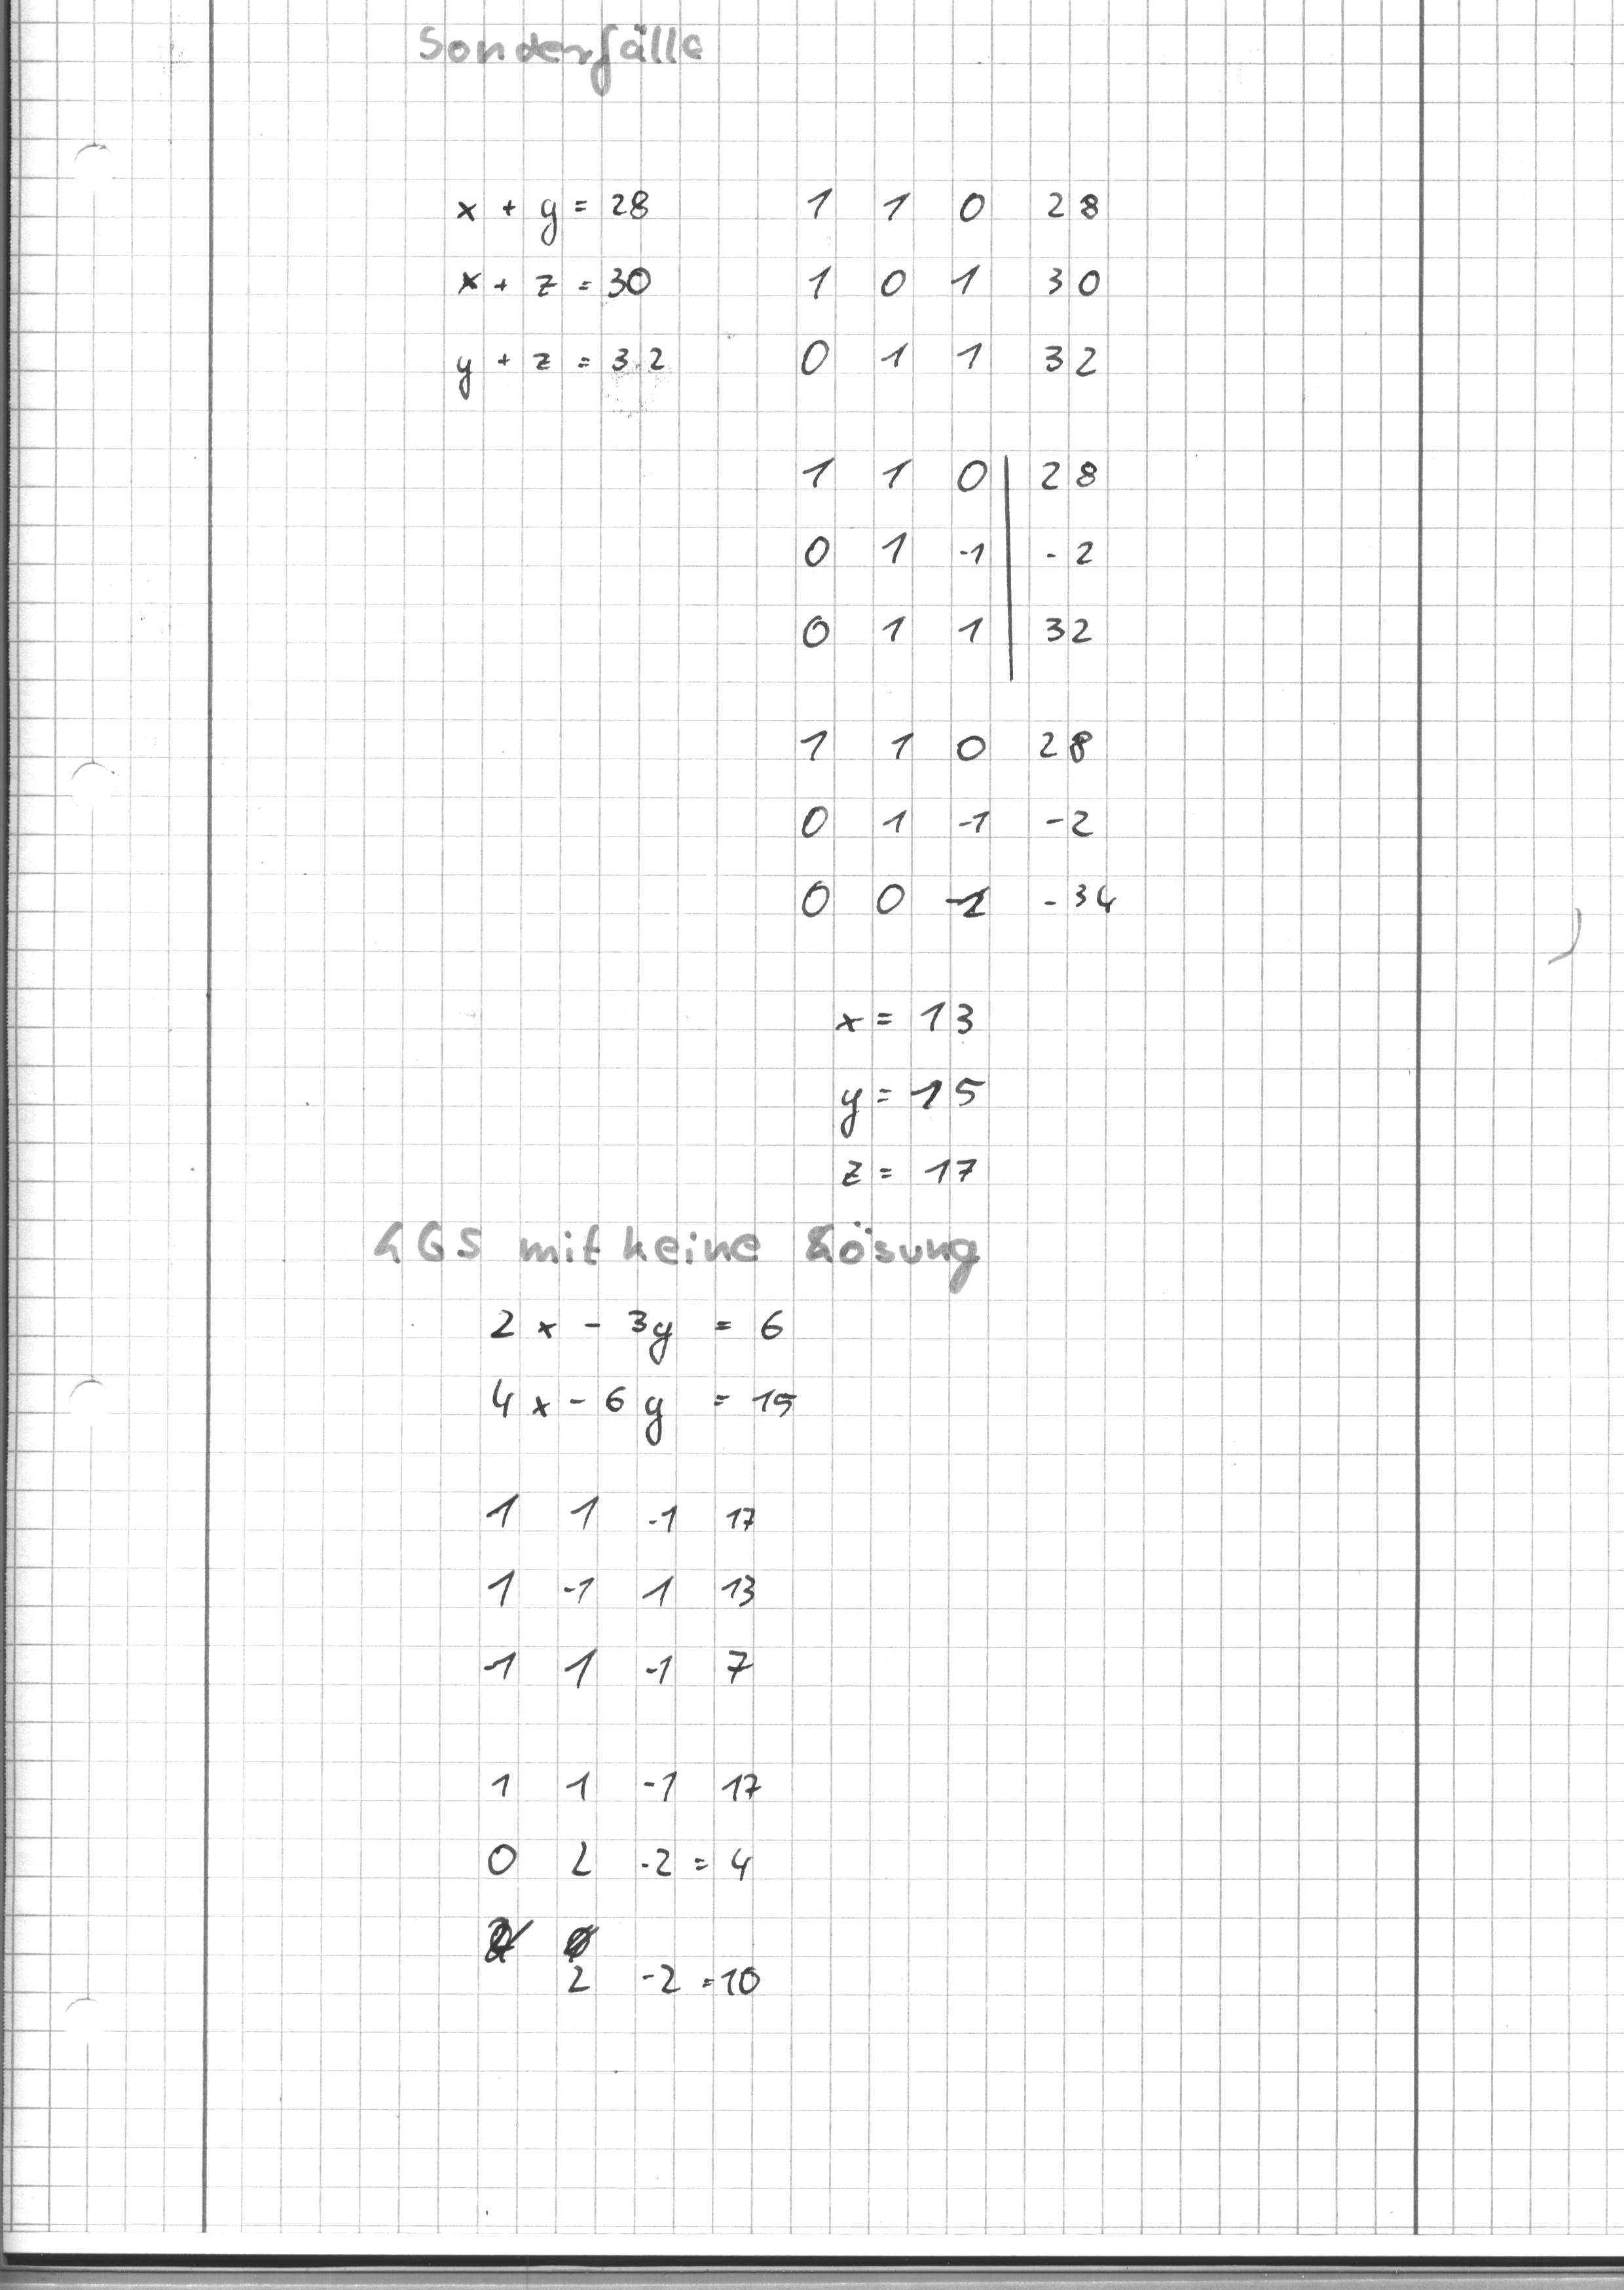 Sonderfälle
x + y = 28 1 1 0 28
x + z = 30 1 0 1 30
y + z = 32 0 1 1 32
1 1 0 | 28
0 1 -1 | -2
0 1 1 | 32
1 1 0 28
0 1 -1 -2
0 0 -2 -34
x = 13
y = 15
z = 17
LGS mit keine Lösung
2x - 3y = 6
4x - 6y = 15
1 1 -1 17
1 -1 1 13
-1 1 -1 7
1 1 -1 17
0 2 -2 = 4
2 -2 = 10